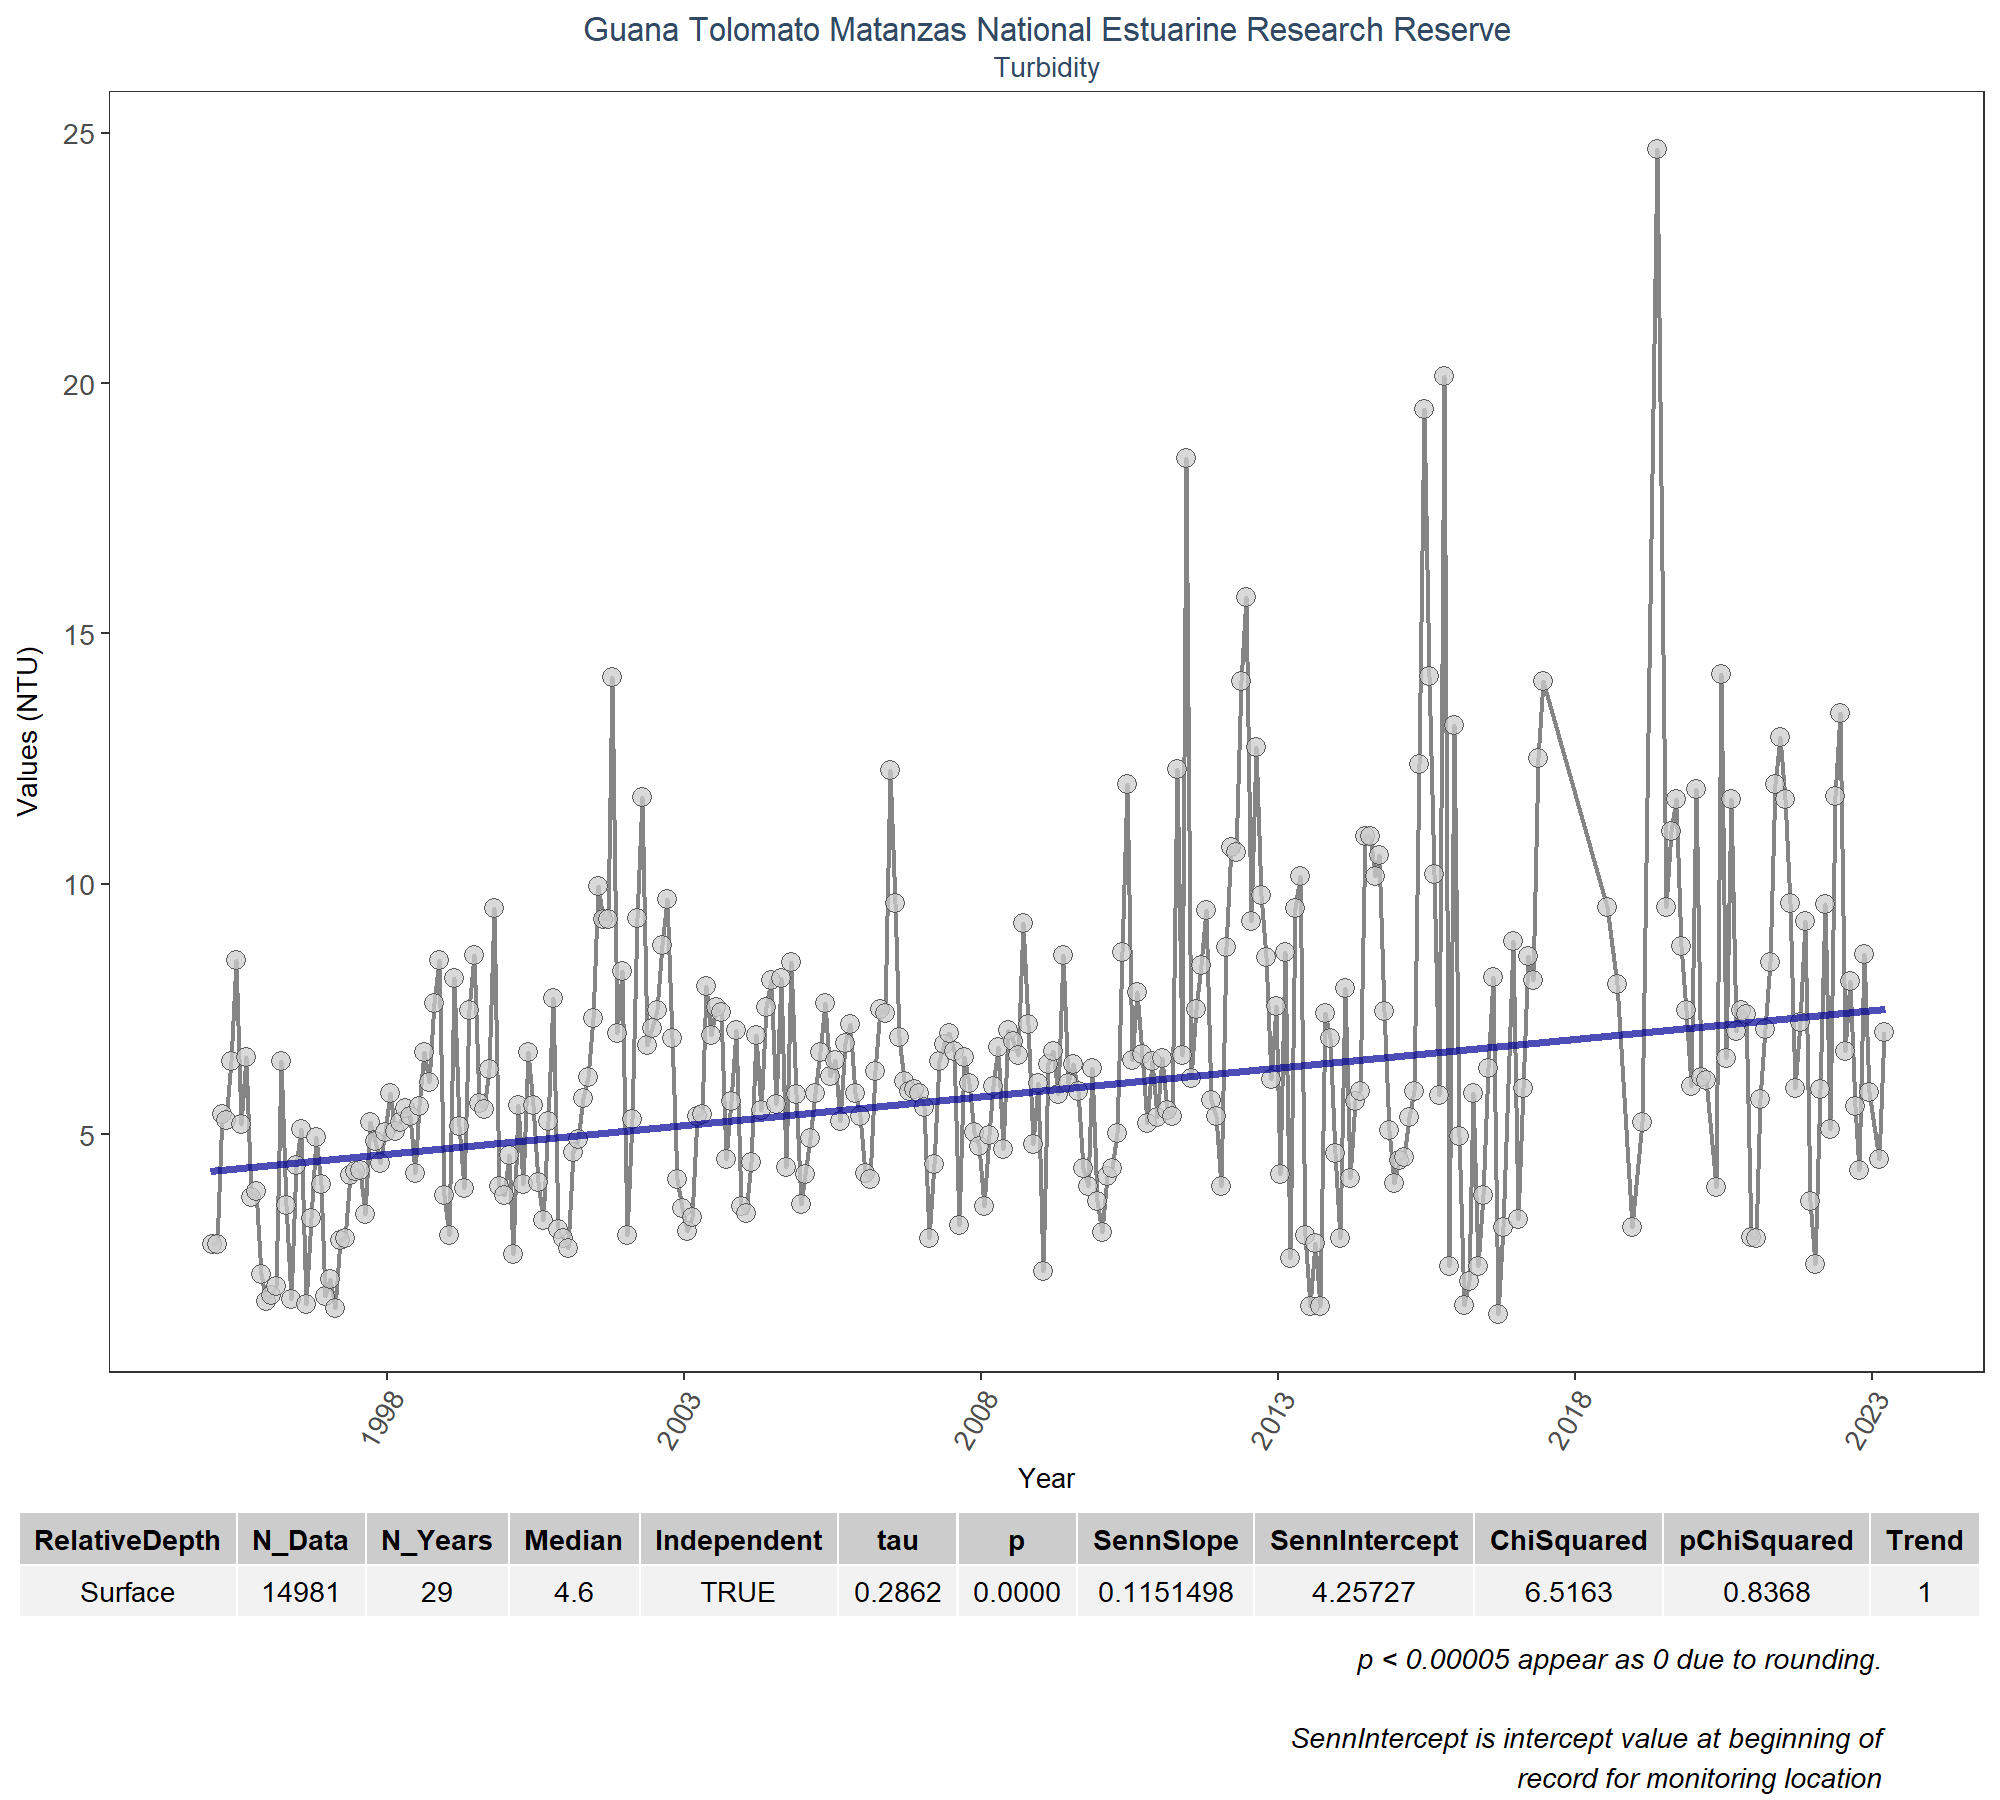 Guana Tolomato Matanzas National Estuarine Research Reserve
Turbidity
25
20
15
10
5
Values (NTU)
1998
2003
2008
2013
2018
2023
Year
RelativeDepth N_Data N_Years Median Independent tau p SennSlope SennIntercept ChiSquared pChiSquared Trend
Surface 14981 29 4.6 TRUE 0.2862 0.0000 0.1151498 4.25727 6.5163 0.8368 1
p < 0.00005 appear as 0 due to rounding.
SennIntercept is intercept value at beginning of
record for monitoring location